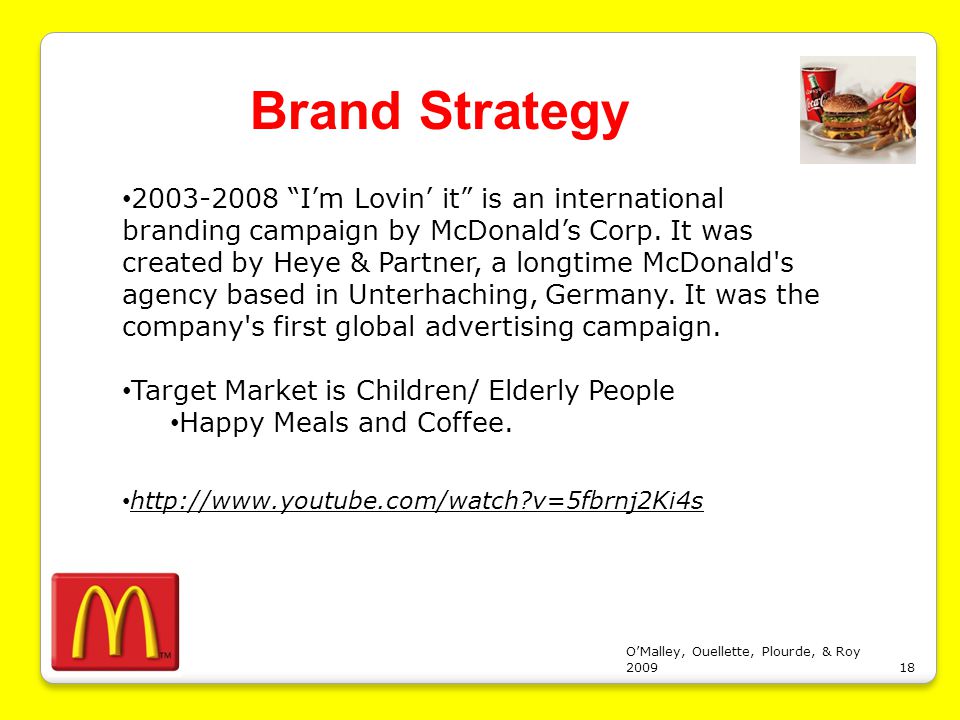 Brand Strategy
•2003-2008 “I’m Lovin’ it” is an international
branding campaign by McDonald’s Corp. It was
created by Heye & Partner, a longtime McDonald's
agency based in Unterhaching, Germany. It was the
company's first global advertising campaign.
•Target Market is Children/ Elderly People
•Happy Meals and Coffee.
•http://www.youtube.com/watch?v=5fbrnj2Ki4s
TM
O’Malley, Ouellette, Plourde, & Roy
2009 18